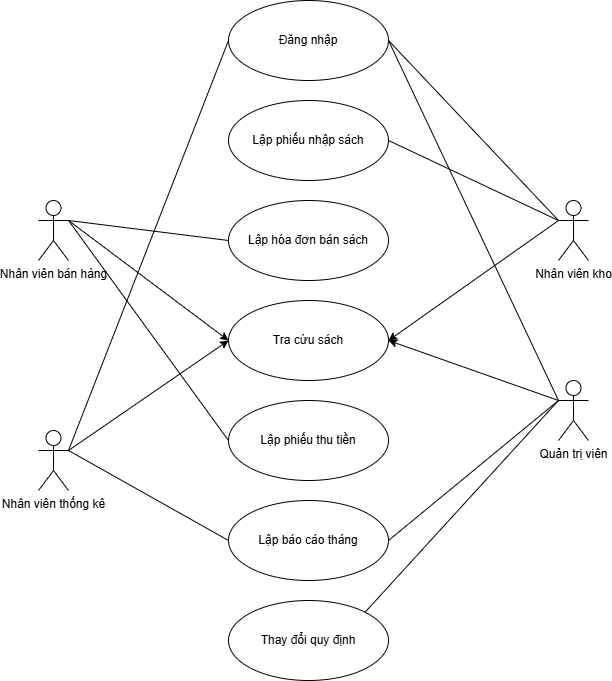 Đăng nhập
Lập phiếu nhập sách
Lập hóa đơn bán sách
Nhân viên bán hàng
Nhân viên kho
Tra cứu sách
Lập phiếu thu tiền
Quản trị viên
Nhân viên thống kê
Lập báo cáo tháng
Thay đổi quy định